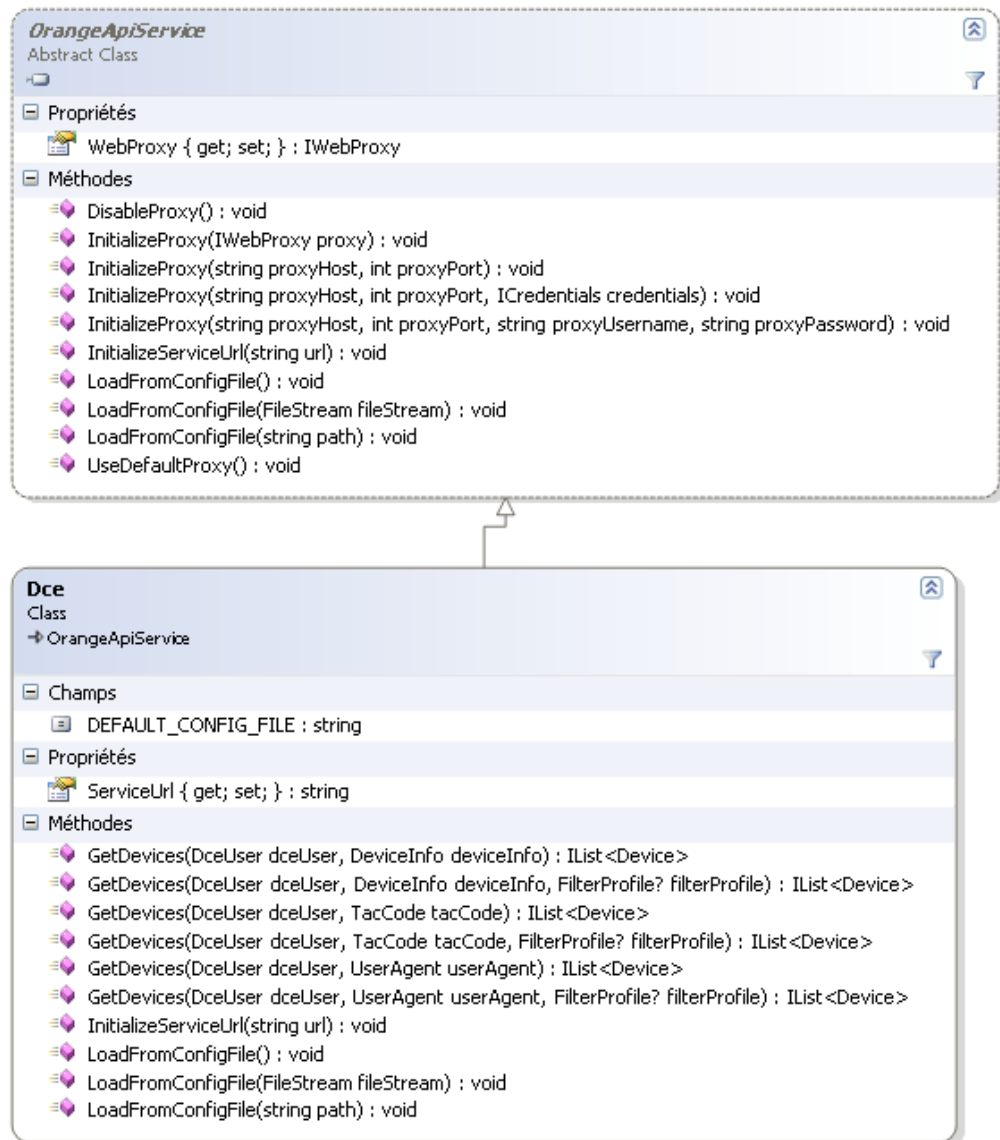 OrangeApiService
Abstract Class
Propriétés
WebProxy { get; set; } : IWebProxy
Méthodes
DisableProxy() : void
InitializeProxy(IWebProxy proxy) : void
InitializeProxy(string proxyHost, int proxyPort) : void
InitializeProxy(string proxyHost, int proxyPort, ICredentials credentials) : void
InitializeProxy(string proxyHost, int proxyPort, string proxyUsername, string proxyPassword) : void
InitializeServiceUrl(string url) : void
LoadFromConfigFile() : void
LoadFromConfigFile(FileStream fileStream) : void
LoadFromConfigFile(string path) : void
UseDefaultProxy() : void
Dce
Class
OrangeApiService
Champs
DEFAULT_CONFIG_FILE : string
Propriétés
ServiceUrl { get; set; } : string
Méthodes
GetDevices(DceUser dceUser, DeviceInfo deviceInfo) : IList<Device>
GetDevices(DceUser dceUser, DeviceInfo deviceInfo, FilterProfile? filterProfile) : IList<Device>
GetDevices(DceUser dceUser, TacCode tacCode) : IList<Device>
GetDevices(DceUser dceUser, TacCode tacCode, FilterProfile? filterProfile) : IList<Device>
GetDevices(DceUser dceUser, UserAgent userAgent) : IList<Device>
GetDevices(DceUser dceUser, UserAgent userAgent, FilterProfile? filterProfile) : IList<Device>
InitializeServiceUrl(string url) : void
LoadFromConfigFile() : void
LoadFromConfigFile(FileStream fileStream) : void
LoadFromConfigFile(string path) : void